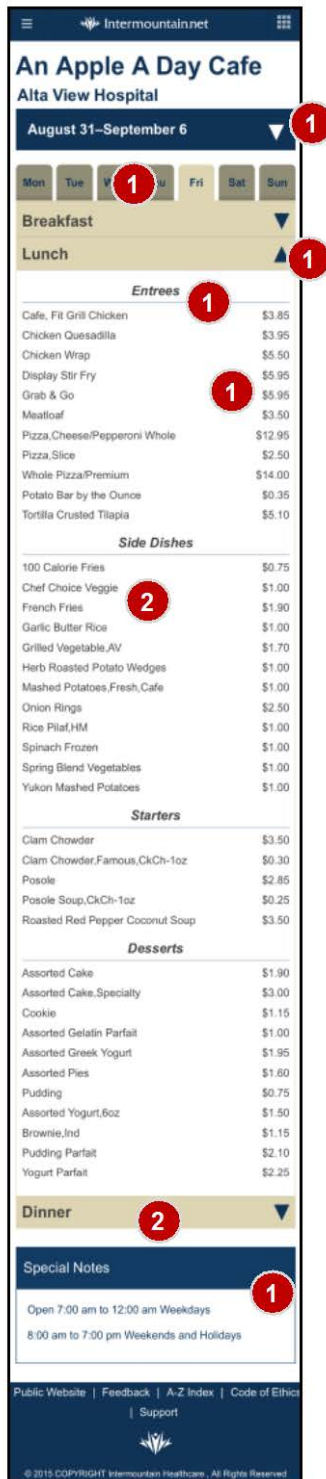 Intermountain.net
An Apple A Day Cafe
Alta View Hospital
August 31–September 6
1
Mon Tue 1 Fri Sat Sun
Breakfast
Lunch
1
Entrees
1
Cafe, Fit Grill Chicken $3.85
Chicken Quesadilla $3.95
Chicken Wrap $5.50
Display Stir Fry $5.95
Grab & Go 1 $5.95
Meatloaf $3.50
Pizza,Cheese/Pepperoni Whole $12.95
Pizza,Slice $2.50
Whole Pizza/Premium $14.00
Potato Bar by the Ounce $0.35
Tortilla Crusted Tilapia $5.10
Side Dishes
100 Calorie Fries $0.75
Chef Choice Veggie $1.00
2
French Fries $1.90
Garlic Butter Rice $1.00
Grilled Vegetable,AV $1.70
Herb Roasted Potato Wedges $1.00
Mashed Potatoes,Fresh,Cafe $1.00
Onion Rings $2.50
Rice Pilaf,HM $1.00
Spinach Frozen $1.00
Spring Blend Vegetables $1.00
Yukon Mashed Potatoes $1.00
Starters
Clam Chowder $3.50
Clam Chowder,Famous,CkCh-1oz $0.30
Posole $2.85
Posole Soup,CkCh-1oz $0.25
Roasted Red Pepper Coconut Soup $3.50
Desserts
Assorted Cake $1.90
Assorted Cake,Specialty $3.00
Cookie $1.15
Assorted Gelatin Parfait $1.00
Assorted Greek Yogurt $1.95
Assorted Pies $1.60
Pudding $0.75
Assorted Yogurt,6oz $1.50
Brownie,Ind $1.15
Pudding Parfait $2.10
Yogurt Parfait $2.25
Dinner
2
Special Notes
1
Open 7:00 am to 12:00 am Weekdays
8:00 am to 7:00 pm Weekends and Holidays
Public Website | Feedback | A-Z Index | Code of Ethics
| Support
© 2015 COPYRIGHT Intermountain Healthcare , All Rights Reserved